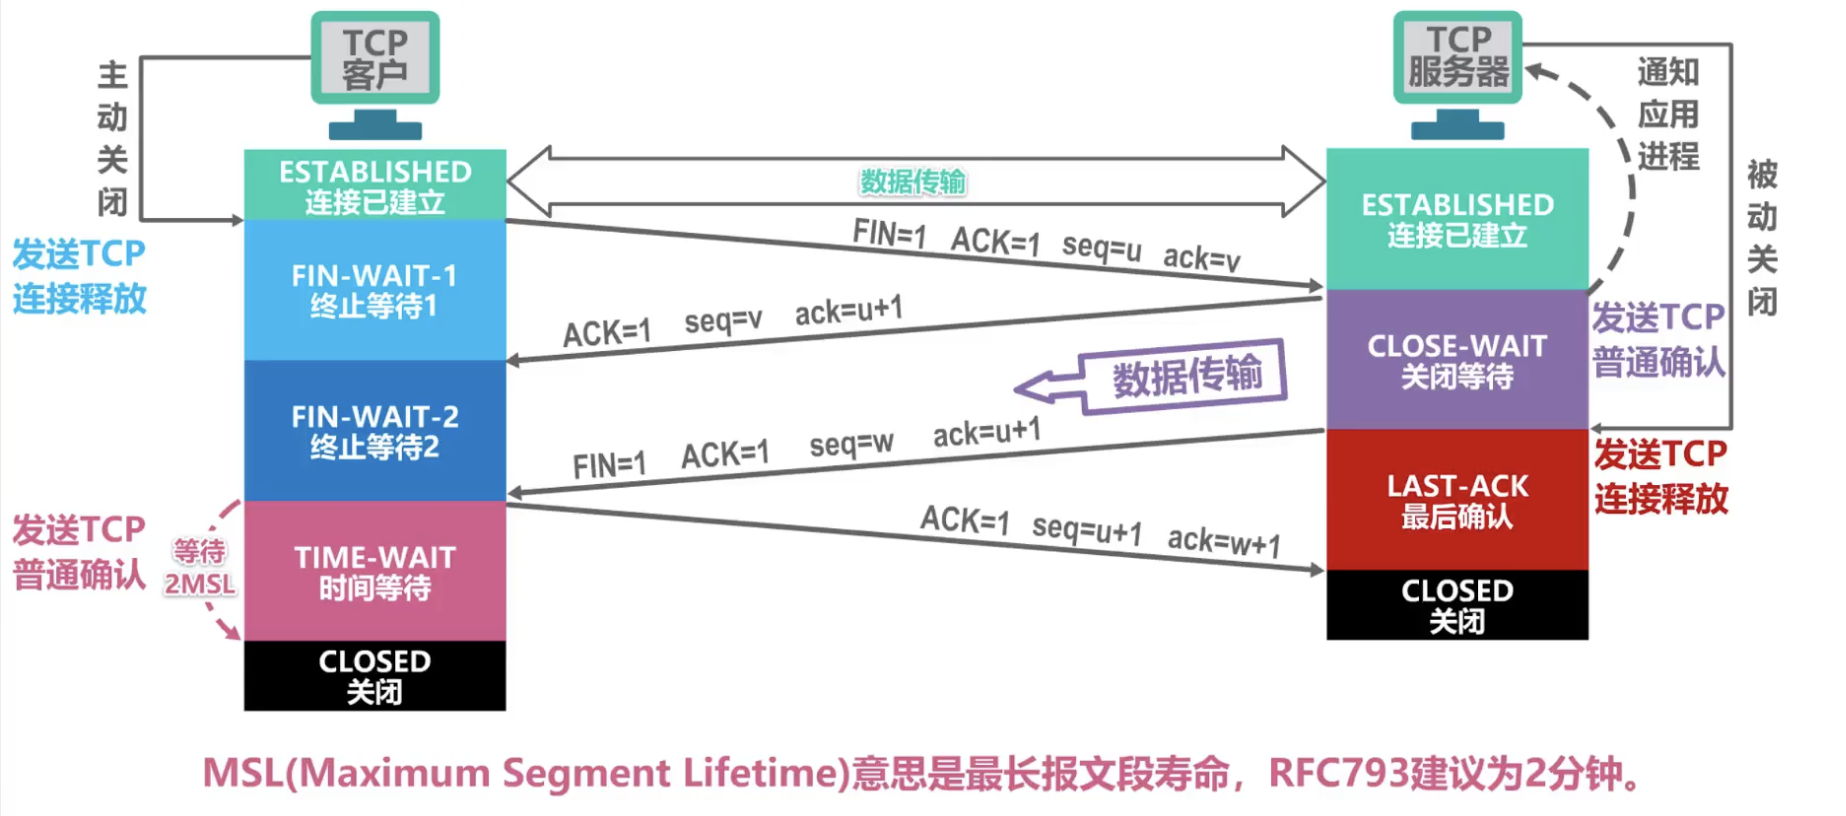 TCP
客户
TCP
服务器
主动关闭
通知
应用
进程
被动关闭
ESTABLISHED
连接已建立
数据传输
ESTABLISHED
连接已建立
发送TCP
连接释放
FIN=1 ACK=1 seq=u ack=v
FIN-WAIT-1
终止等待1
ACK=1 seq=v ack=u+1
发送TCP
普通确认
CLOSE-WAIT
关闭等待
数据传输
FIN-WAIT-2
终止等待2
FIN=1 ACK=1 seq=w ack=u+1
发送TCP
连接释放
LAST-ACK
最后确认
发送TCP
普通确认
等待
2MSL
TIME-WAIT
时间等待
ACK=1 seq=u+1 ack=w+1
CLOSED
关闭
CLOSED
关闭
MSL(Maximum Segment Lifetime)意思是最长报文段寿命，RFC793建议为2分钟。